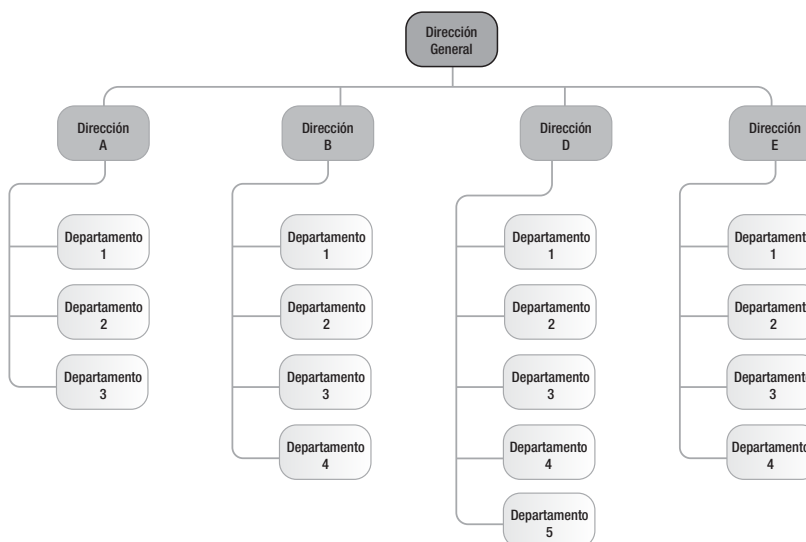 Dirección
General
Dirección
A
Departamento
1
Departamento
2
Departamento
3
Dirección
B
Departamento
1
Departamento
2
Departamento
3
Departamento
4
Dirección
D
Departamento
1
Departamento
2
Departamento
3
Departamento
4
Departamento
5
Dirección
E
Departament
1
Departament
2
Departament
3
Departament
4